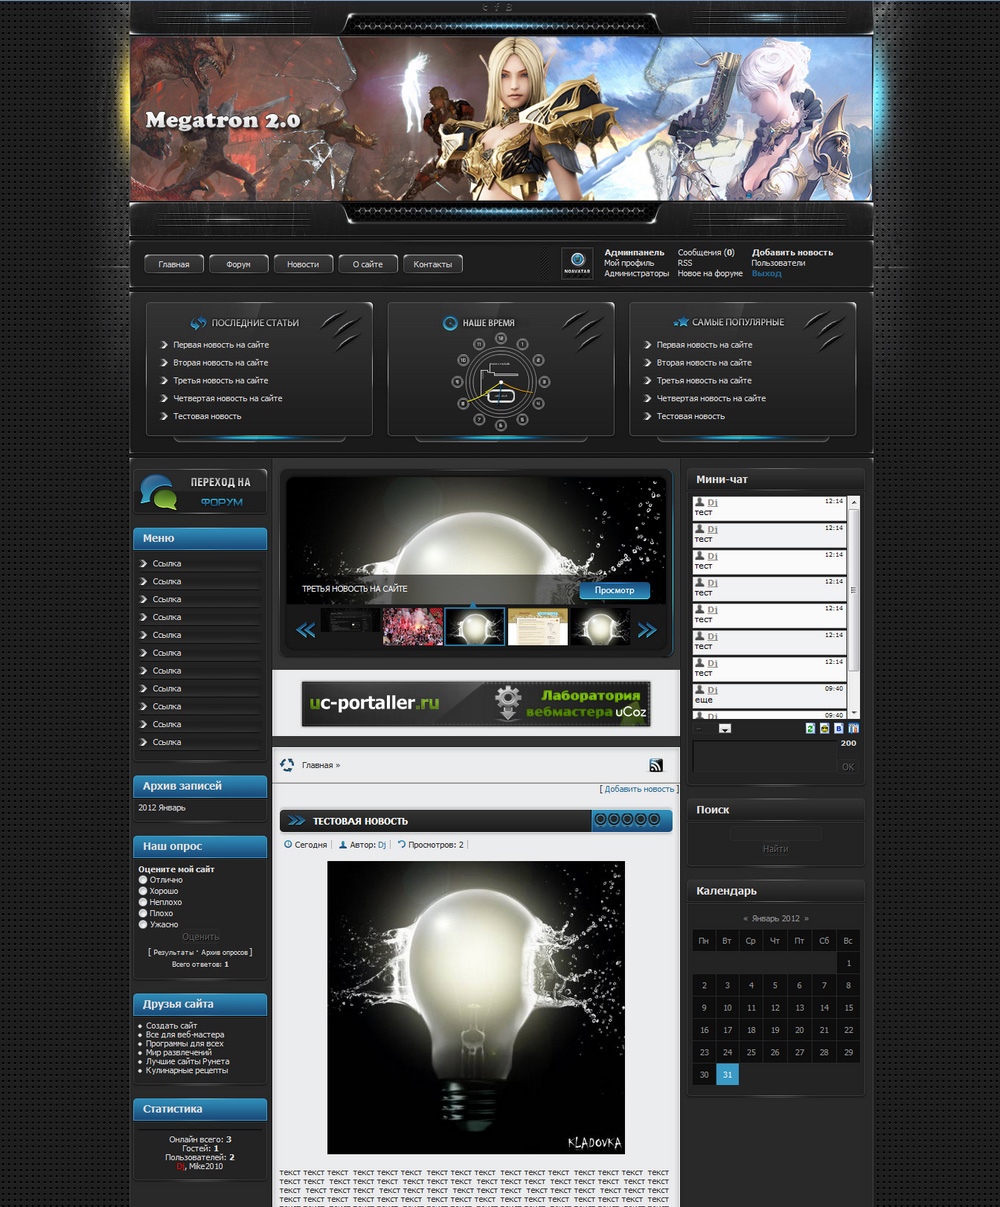 t f B
Megatron 2.0
Главная
Форум
Новости
О сайте
Контакты
NOAVATAR
Админпанель
Мой профиль
Администраторы
Сообщения (0)
RSS
Новое на форуме
Добавить новость
Пользователи
Выход
ПОСЛЕДНИЕ СТАТЬИ
Первая новость на сайте
Вторая новость на сайте
Третья новость на сайте
Четвертая новость на сайте
Тестовая новость
НАШЕ ВРЕМЯ
САМЫЕ ПОПУЛЯРНЫЕ
Первая новость на сайте
Вторая новость на сайте
Третья новость на сайте
Четвертая новость на сайте
Тестовая новость
ПЕРЕХОД НА
ФОРУМ
Меню
Ссылка
Ссылка
Ссылка
Ссылка
Ссылка
Ссылка
Ссылка
Ссылка
Ссылка
Ссылка
Ссылка
Архив записей
2012 Январь
Наш опрос
Оцените мой сайт
Отлично
Хорошо
Неплохо
Плохо
Ужасно
Оценить
[ Результаты · Архив опросов ]
Всего ответов: 1
Друзья сайта
Создать сайт
Все для веб-мастера
Программы для всех
Мир развлечений
Лучшие сайты Рунета
Кулинарные рецепты
Статистика
Онлайн всего: 3
Гостей: 1
Пользователей: 2
Dj, Mike2010
ТРЕТЬЯ НОВОСТЬ НА САЙТЕ
Просмотр
uc-portaller.ru
Лаборатория
вебмастера uCoz
Главная »
[ Добавить новость ]
ТЕСТОВАЯ НОВОСТЬ
Сегодня | Автор: Dj | Просмотров: 2 |
KLADOVKA
текст текст текст текст текст текст текст текст текст текст текст текст текст текст текст текст
текст текст текст текст текст текст текст текст текст текст текст текст текст текст текст текст
текст текст текст текст текст текст текст текст текст текст текст текст текст текст текст текст
текст текст текст текст текст текст текст текст текст текст текст текст текст текст текст текст
Мини-чат
Dj 12:14
тест
Dj 12:14
тест
Dj 12:14
тест
Dj 12:14
тест
Dj 12:14
тест
Dj 12:14
тест
Dj 12:14
тест
Dj 09:40
еще
Dj 09:40
200
OK
Поиск
Найти
Календарь
« Январь 2012 »
Пн Вт Ср Чт Пт Сб Вс
1
2 3 4 5 6 7 8
9 10 11 12 13 14 15
16 17 18 19 20 21 22
23 24 25 26 27 28 29
30 31